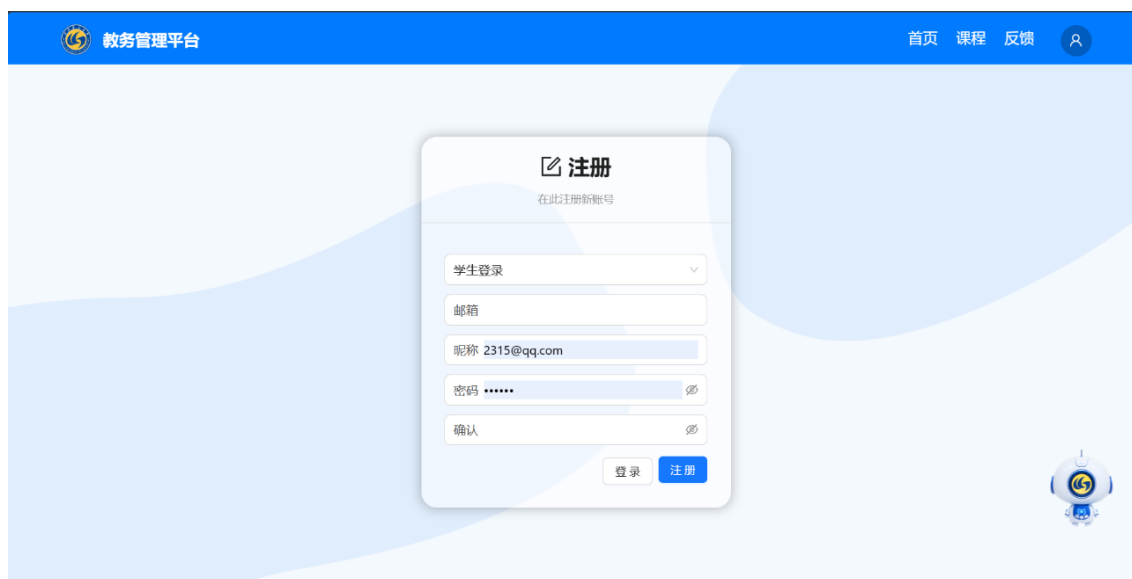 教务管理平台
首页 课程 反馈
注册
在此注册新账号
学生登录
邮箱
昵称 2315@qq.com
密码 ••••••
确认
登录 注册